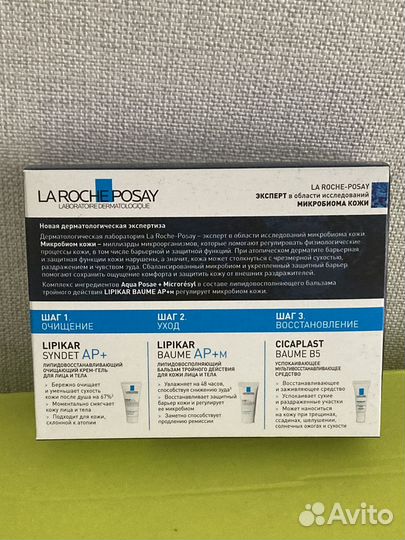 LA ROCHE POSAY
LABORATOIRE DERMATOLOGIQUE
LA ROCHE-POSAY
ЭКСПЕРТ в области исследований
МИКРОБИОМА КОЖИ
Новая дерматологическая экспертиза
Дерматологическая лаборатория La Roche-Posay – эксперт в области исследований микробиома кожи.
Микробиом кожи – миллиарды микроорганизмов, которые помогают регулировать физиологические
процессы кожи, в том числе барьерной и защитной функции. При атопическом дерматите барьерная
и защитная функции кожи нарушены, а значит, кожа может столкнуться с чрезмерной сухостью,
раздражением и чувством зуда. Сбалансированный микробиом и укрепленный защитный барьер
помогают сохранить ощущение комфорта и защитить кожу от внешних раздражителей.
Комплекс ингредиентов Aqua Posae + Microrésyl в составе липидовосполняющего бальзама
тройного действия LIPIKAR BAUME AP+M регулирует микробиом кожи.
ШАГ 1.
ОЧИЩЕНИЕ
ШАГ 2.
УХОД
ШАГ 3.
ВОССТАНОВЛЕНИЕ
LIPIKAR
SYNDET AP+
ЛИПИДОВОССТАНАВЛИВАЮЩИЙ
ОЧИЩАЮЩИЙ КРЕМ-ГЕЛЬ
ДЛЯ ЛИЦА И ТЕЛА
• Бережно очищает
и уменьшает сухость
кожи после душа на 67%¹
• Моментально смягчает
кожу лица и тела
• Подходит для кожи,
склонной к атопии
LIPIKAR
BAUME AP+M
ЛИПИДОВОСПОЛНЯЮЩИЙ
БАЛЬЗАМ ТРОЙНОГО ДЕЙСТВИЯ
ДЛЯ КОЖИ ЛИЦА И ТЕЛА
• Увлажняет на 48 часов,
способствует снижению зуда²
• Восстанавливает защитный
барьер кожи и регулирует
ее микробиом
• Заметно способствует
продлению ремиссии
CICAPLAST
BAUME B5
УСПОКАИВАЮЩЕЕ
МУЛЬТИВОССТАНАВЛИВАЮЩЕЕ
СРЕДСТВО
• Восстанавливающее
и заживляющее средство
• Успокаивает сухие
и раздраженные участки
• Может наноситься
на кожу при трещинах,
ссадинах, шелушении,
солнечных ожогах и сухости
Avito